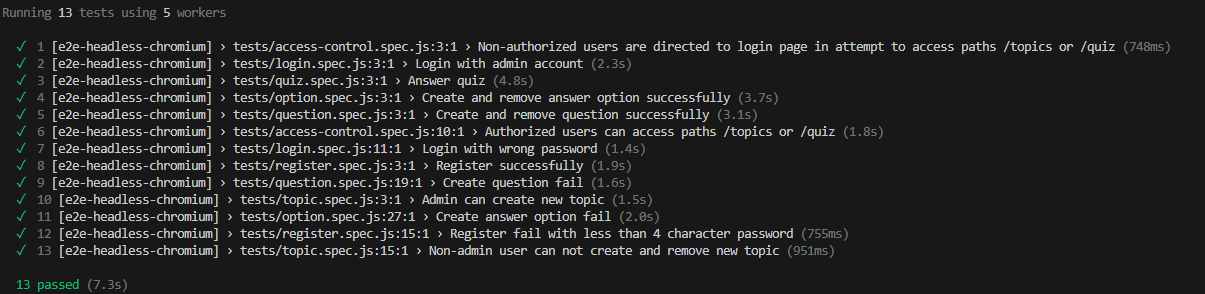 Running 13 tests using 5 workers
✓ 1 [e2e-headless-chromium] › tests/access-control.spec.js:3:1 › Non-authorized users are directed to login page in attempt to access paths /topics or /quiz (748ms)
✓ 2 [e2e-headless-chromium] › tests/login.spec.js:3:1 › Login with admin account (2.3s)
✓ 3 [e2e-headless-chromium] › tests/quiz.spec.js:3:1 › Answer quiz (4.8s)
✓ 4 [e2e-headless-chromium] › tests/option.spec.js:3:1 › Create and remove answer option successfully (3.7s)
✓ 5 [e2e-headless-chromium] › tests/question.spec.js:3:1 › Create and remove question successfully (3.1s)
✓ 6 [e2e-headless-chromium] › tests/access-control.spec.js:10:1 › Authorized users can access paths /topics or /quiz (1.8s)
✓ 7 [e2e-headless-chromium] › tests/login.spec.js:11:1 › Login with wrong password (1.4s)
✓ 8 [e2e-headless-chromium] › tests/register.spec.js:3:1 › Register successfully (1.9s)
✓ 9 [e2e-headless-chromium] › tests/question.spec.js:19:1 › Create question fail (1.6s)
✓ 10 [e2e-headless-chromium] › tests/topic.spec.js:3:1 › Admin can create new topic (1.5s)
✓ 11 [e2e-headless-chromium] › tests/option.spec.js:27:1 › Create answer option fail (2.0s)
✓ 12 [e2e-headless-chromium] › tests/register.spec.js:15:1 › Register fail with less than 4 character password (755ms)
✓ 13 [e2e-headless-chromium] › tests/topic.spec.js:15:1 › Non-admin user can not create and remove new topic (951ms)
13 passed (7.3s)